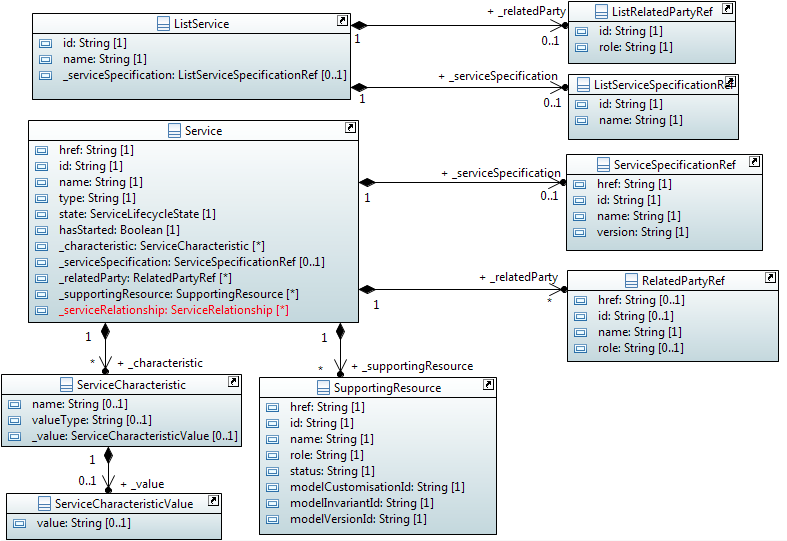 ListService
id: String [1]
name: String [1]
_serviceSpecification: ListServiceSpecificationRef [0..1]
1
+ _relatedParty
0..1
ListRelatedPartyRef
id: String [1]
role: String [1]
1
+ _serviceSpecification
0..1
ListServiceSpecificationRef
id: String [1]
name: String [1]
Service
href: String [1]
id: String [1]
name: String [1]
type: String [1]
state: ServiceLifecycleState [1]
hasStarted: Boolean [1]
_characteristic: ServiceCharacteristic [*]
_serviceSpecification: ServiceSpecificationRef [0..1]
_relatedParty: RelatedPartyRef [*]
_supportingResource: SupportingResource [*]
_serviceRelationship: ServiceRelationship [*]
1
+ _serviceSpecification
0..1
ServiceSpecificationRef
href: String [1]
id: String [1]
name: String [1]
version: String [1]
1
+ _relatedParty
*
RelatedPartyRef
href: String [0..1]
id: String [0..1]
name: String [1]
role: String [0..1]
1
* + _characteristic
1
* + _supportingResource
ServiceCharacteristic
name: String [0..1]
valueType: String [0..1]
_value: ServiceCharacteristicValue [0..1]
1
0..1 + _value
ServiceCharacteristicValue
value: String [0..1]
SupportingResource
href: String [1]
id: String [1]
name: String [1]
role: String [1]
status: String [1]
modelCustomisationId: String [1]
modelInvariantId: String [1]
modelVersionId: String [1]